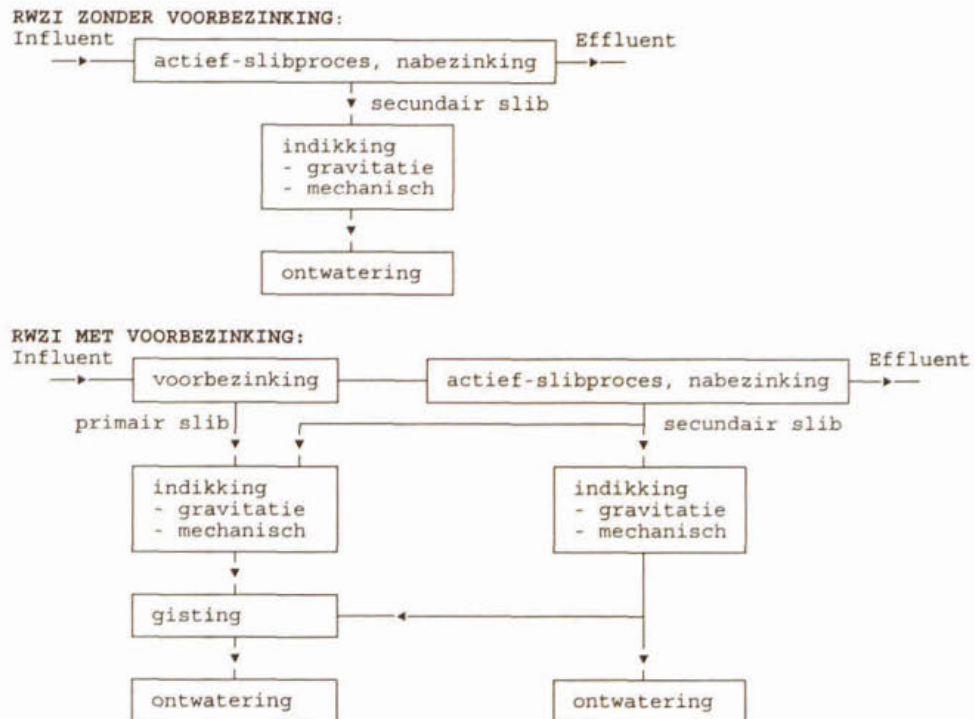 RWZI ZONDER VOORBEZINKING:
Influent
Effluent
actief-slibproces, nabezinking
secundair slib
indikking
- gravitatie
- mechanisch
ontwatering
RWZI MET VOORBEZINKING:
Influent
Effluent
voorbezinking
actief-slibproces, nabezinking
primair slib
secundair slib
indikking
- gravitatie
- mechanisch
indikking
- gravitatie
- mechanisch
gisting
ontwatering
ontwatering